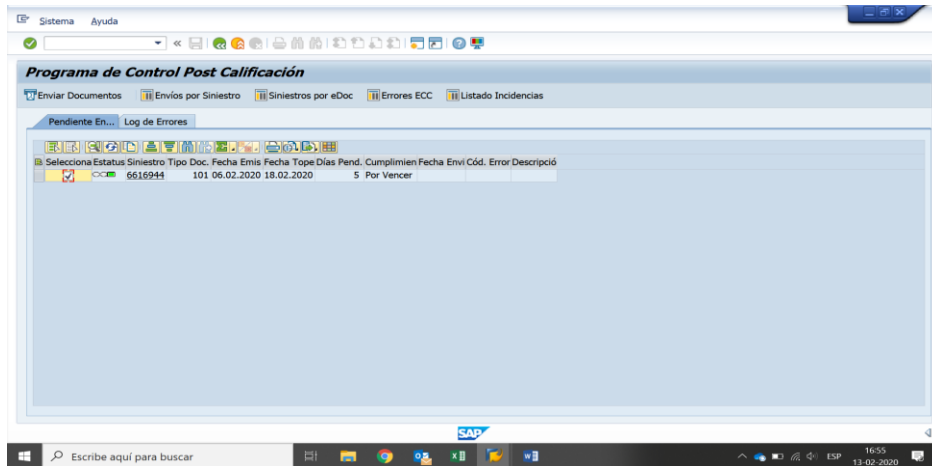 Sistema Ayuda
Programa de Control Post Calificación
Enviar Documentos Envíos por Siniestro Siniestros por eDoc Errores ECC Listado Incidencias
Pendiente En... Log de Errores
Selecciona Estatus Siniestro Tipo Doc. Fecha Emis Fecha Tope Días Pend. Cumplimien Fecha Envi Cód. Error Descripció
6616944 101 06.02.2020 18.02.2020 5 Por Vencer
SAP
Escribe aquí para buscar
ESP
16:55
13-02-2020